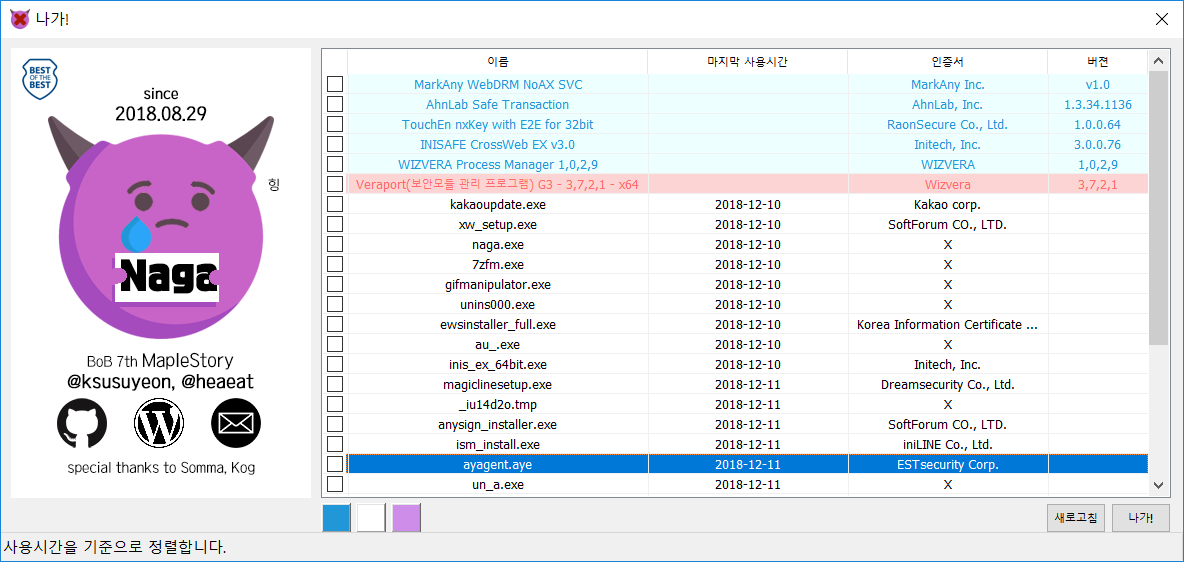 나가!
BEST
OF THE
BEST
since
2018.08.29
힝
Naga
BoB 7th MapleStory
@ksusuyeon, @heaeat
special thanks to Somma, Kog
이름 마지막 사용시간 인증서 버젼
MarkAny WebDRM NoAX SVC MarkAny Inc. v1.0
AhnLab Safe Transaction AhnLab, Inc. 1.3.34.1136
TouchEn nxKey with E2E for 32bit RaonSecure Co., Ltd. 1.0.0.64
INISAFE CrossWeb EX v3.0 Initech, Inc. 3.0.0.76
WIZVERA Process Manager 1,0,2,9 WIZVERA 1,0,2,9
Veraport(보안모듈 관리 프로그램) G3 - 3,7,2,1 - x64 Wizvera 3,7,2,1
kakaoupdate.exe 2018-12-10 Kakao corp.
xw_setup.exe 2018-12-10 SoftForum CO., LTD.
naga.exe 2018-12-10 X
7zfm.exe 2018-12-10 X
gifmanipulator.exe 2018-12-10 X
unins000.exe 2018-12-10 X
ewsinstaller_full.exe 2018-12-10 Korea Information Certificate ...
au_.exe 2018-12-10 X
inis_ex_64bit.exe 2018-12-10 Initech, Inc.
magiclinesetup.exe 2018-12-11 Dreamsecurity Co., Ltd.
_iu14d2o.tmp 2018-12-11 X
anysign_installer.exe 2018-12-11 SoftForum CO., LTD.
ism_install.exe 2018-12-11 iniLINE Co., Ltd.
ayagent.aye 2018-12-11 ESTsecurity Corp.
un_a.exe 2018-12-11 X
새로고침 나가!
사용시간을 기준으로 정렬합니다.